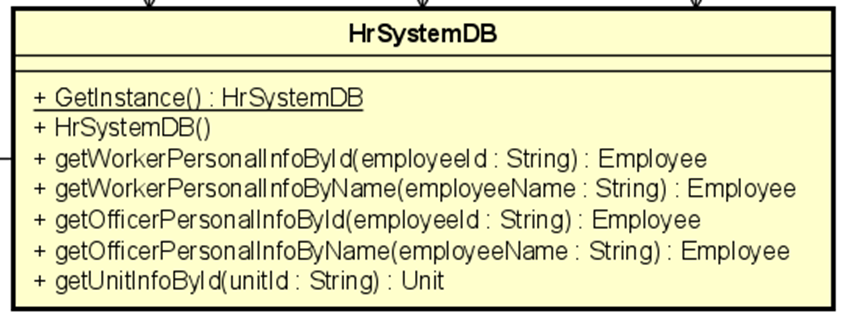 HrSystemDB
+ GetInstance() : HrSystemDB
+ HrSystemDB()
+ getWorkerPersonalInfoById(employeeId : String) : Employee
+ getWorkerPersonalInfoByName(employeeName : String) : Employee
+ getOfficerPersonalInfoById(employeeId : String) : Employee
+ getOfficerPersonalInfoByName(employeeName : String) : Employee
+ getUnitInfoById(unitId : String) : Unit